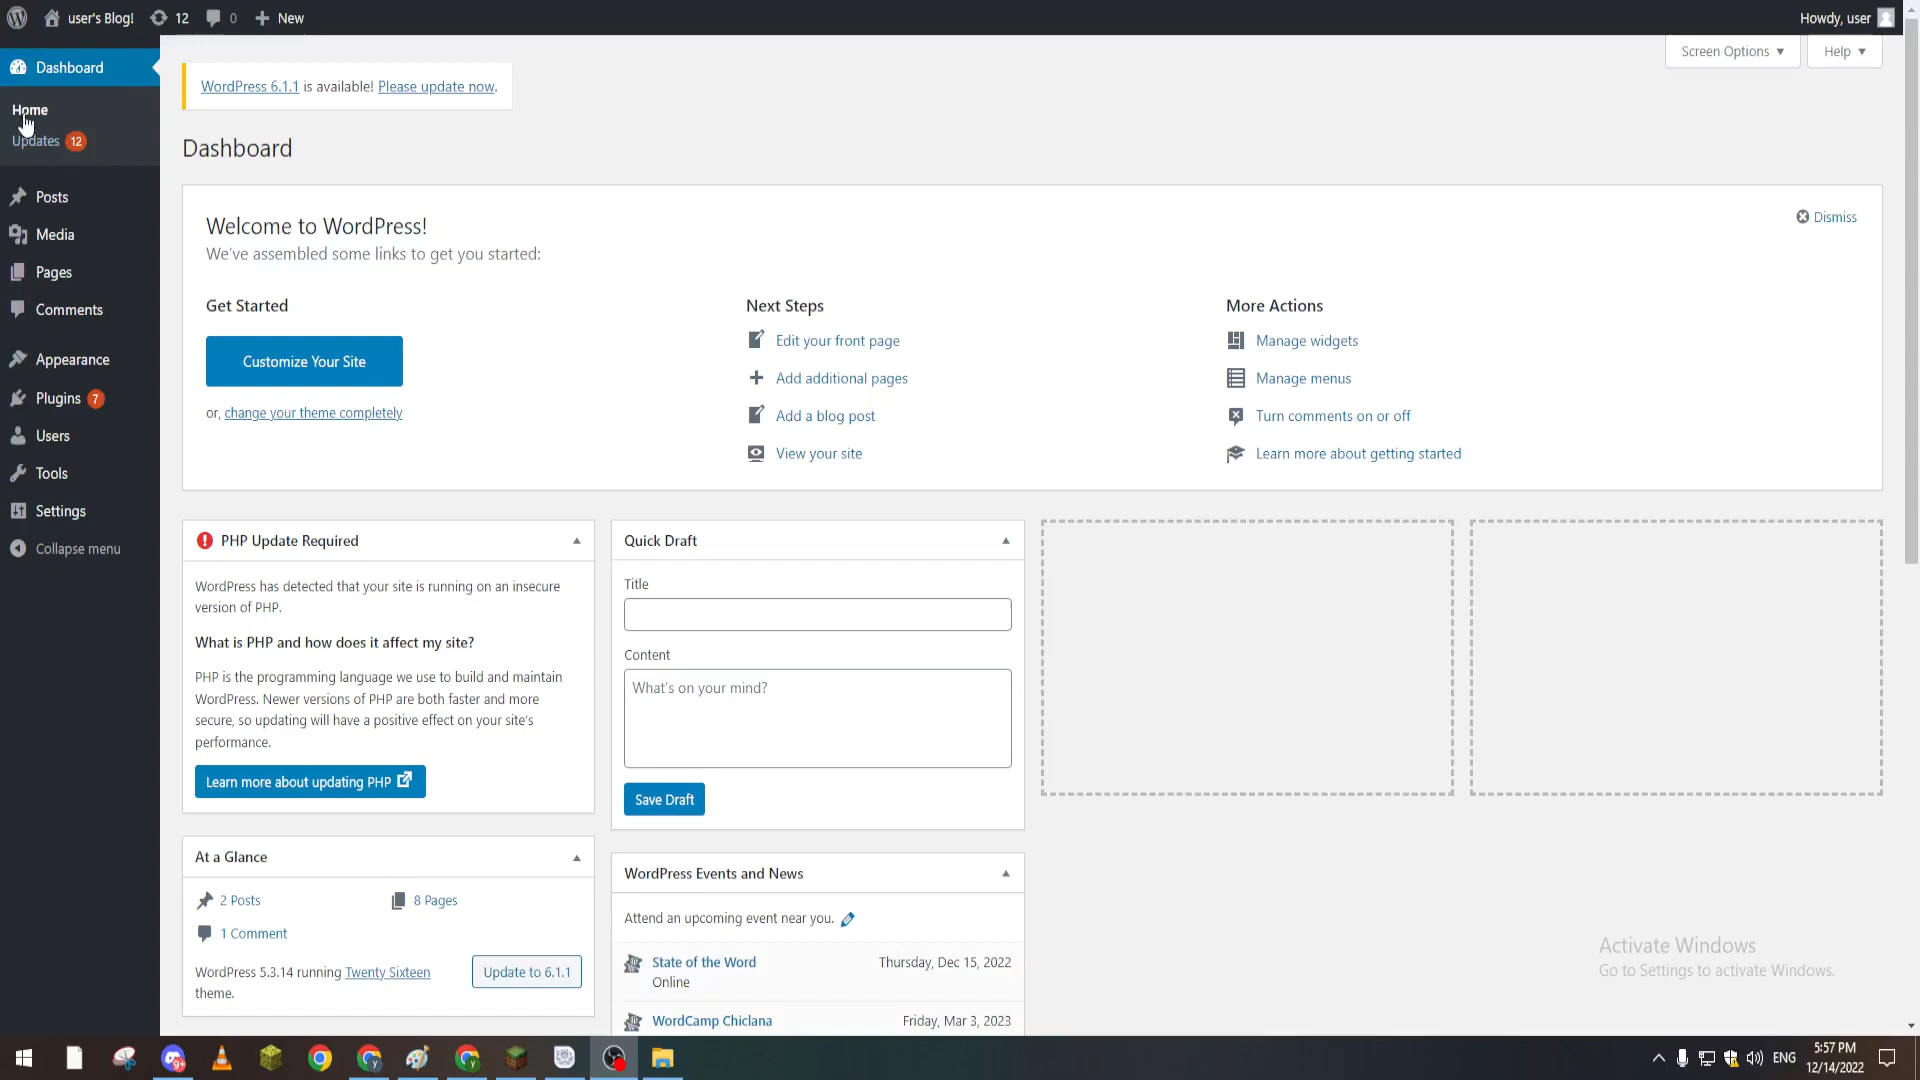 user's Blog!
12
0
New
Howdy, user
Screen Options
Help
Dashboard
Home
Updates 12
Posts
Media
Pages
Comments
Appearance
Plugins 7
Users
Tools
Settings
Collapse menu
WordPress 6.1.1 is available! Please update now.
Dashboard
Welcome to WordPress!
Dismiss
We've assembled some links to get you started:
Get Started
Customize Your Site
or, change your theme completely
Next Steps
Edit your front page
Add additional pages
Add a blog post
View your site
More Actions
Manage widgets
Manage menus
Turn comments on or off
Learn more about getting started
PHP Update Required
WordPress has detected that your site is running on an insecure
version of PHP.
What is PHP and how does it affect my site?
PHP is the programming language we use to build and maintain
WordPress. Newer versions of PHP are both faster and more
secure, so updating will have a positive effect on your site's
performance.
Learn more about updating PHP
At a Glance
2 Posts
8 Pages
1 Comment
WordPress 5.3.14 running Twenty Sixteen
theme.
Update to 6.1.1
Quick Draft
Title
Content
What's on your mind?
Save Draft
WordPress Events and News
Attend an upcoming event near you.
State of the Word
Thursday, Dec 15, 2022
Online
WordCamp Chiclana
Friday, Mar 3, 2023
Activate Windows
Go to Settings to activate Windows.
9+
ENG
5:57 PM
12/14/2022